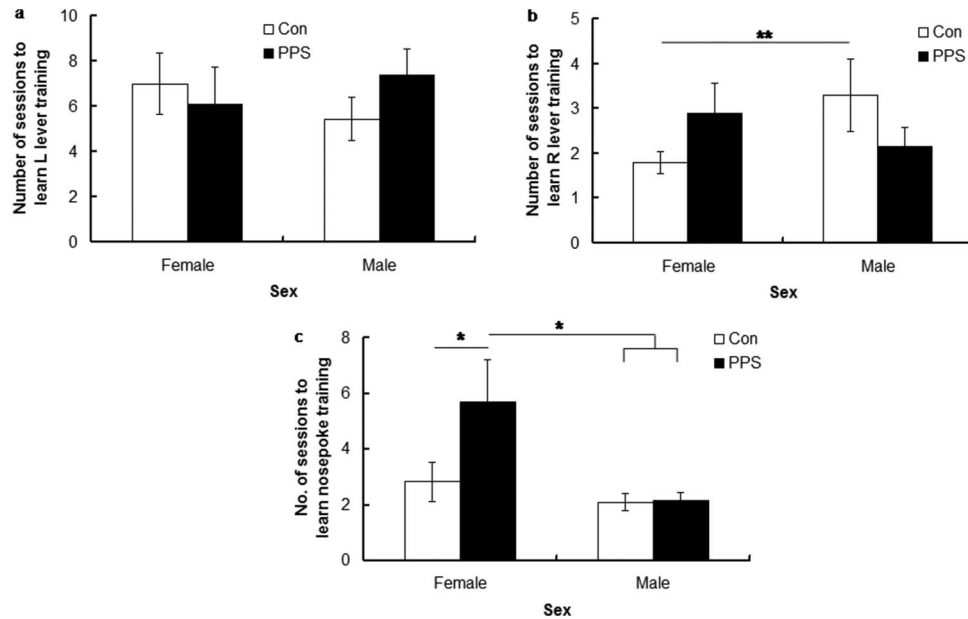 a
Number of sessions to
learn L lever training
10
8
6
4
2
0
Con
PPS
Female
Male
Sex
b
Number of sessions to
learn R lever training
5
4
3
2
1
0
**
Con
PPS
Female
Male
Sex
c
No. of sessions to
learn nosepoke training
8
6
4
2
0
*
*
Con
PPS
Female
Male
Sex